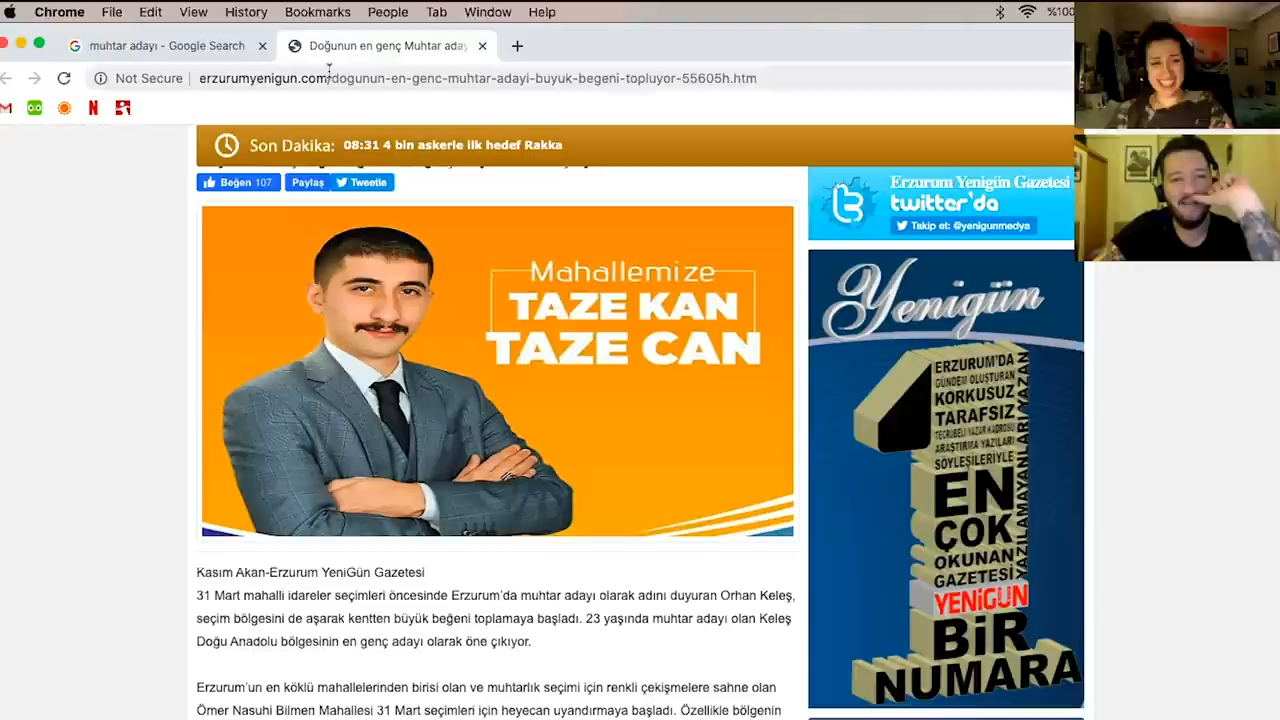 Chrome File Edit View History Bookmarks People Tab Window Help %100
muhtar adayı - Google Search Doğunun en genç Muhtar aday
Not Secure erzurumyenigun.com/dogunun-en-genc-muhtar-adayi-buyuk-begeni-topluyor-55605h.htm
Son Dakika: 08:31 4 bin askerle ilk hedef Rakka
Beğen 107 Paylaş Tweetle
Mahallemize
TAZE KAN
TAZE CAN
Kasım Akan-Erzurum YeniGün Gazetesi
31 Mart mahalli idareler seçimleri öncesinde Erzurum'da muhtar adayı olarak adını duyuran Orhan Keleş,
seçim bölgesini de aşarak kentten büyük beğeni toplamaya başladı. 23 yaşında muhtar adayı olan Keleş
Doğu Anadolu bölgesinin en genç adayı olarak öne çıkıyor.
Erzurum'un en köklü mahallelerinden birisi olan ve muhtarlık seçimi için renkli çekişmelere sahne olan
Ömer Nasuhi Bilmen Mahallesi 31 Mart seçimleri için heyecan uyandırmaya başladı. Özellikle bölgenin
Erzurum Yenigün Gazetesi
twitter'da
Takip et: @yenigunmedya
Yenigün
ERZURUM'DA
GÜNDEM OLUŞTURAN
KORKUSUZ
TARAFSIZ
TECRÜBELİ YAZAR KADROSU
ARAŞTIRMA YAZILARI
SÖYLEŞİLERİYLE
YAZILAMAYANLARI YAZAN
EN
ÇOK
OKUNAN
GAZETESİ
YENİGÜN
BİR
NUMARA